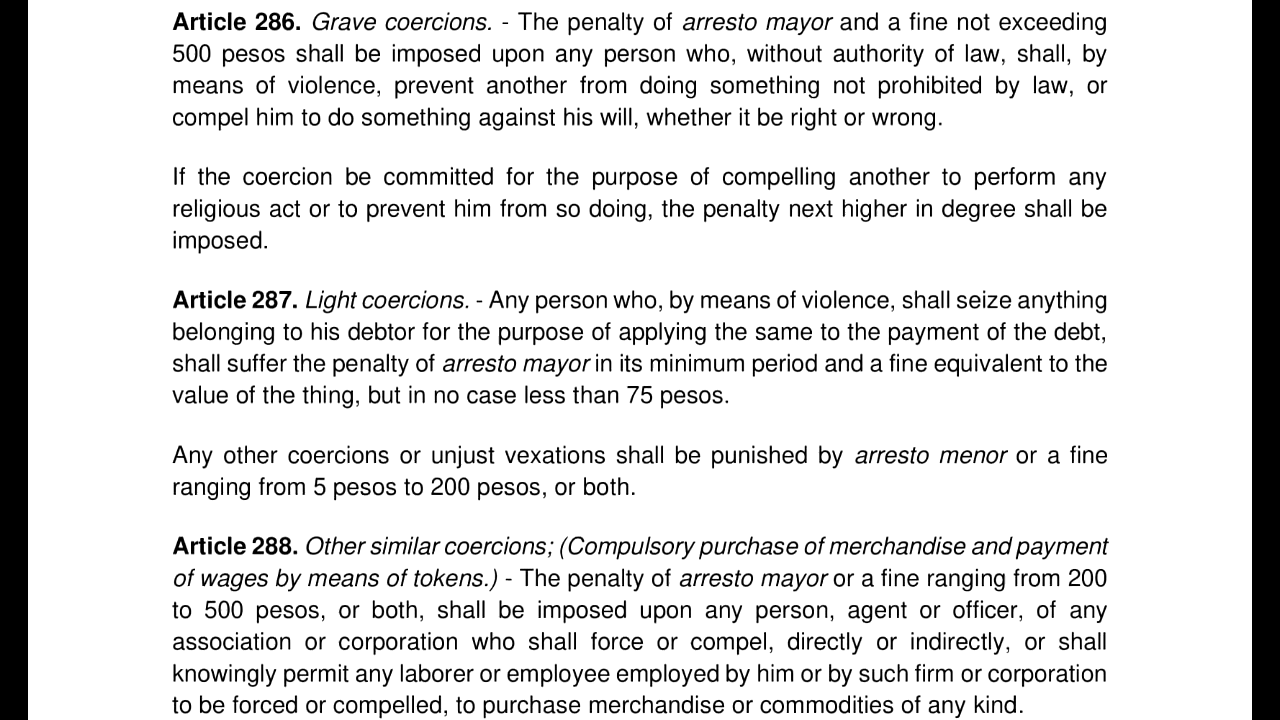 Article 286. Grave coercions. - The penalty of arresto mayor and a fine not exceeding
500 pesos shall be imposed upon any person who, without authority of law, shall, by
means of violence, prevent another from doing something not prohibited by law, or
compel him to do something against his will, whether it be right or wrong.
If the coercion be committed for the purpose of compelling another to perform any
religious act or to prevent him from so doing, the penalty next higher in degree shall be
imposed.
Article 287. Light coercions. - Any person who, by means of violence, shall seize anything
belonging to his debtor for the purpose of applying the same to the payment of the debt,
shall suffer the penalty of arresto mayor in its minimum period and a fine equivalent to the
value of the thing, but in no case less than 75 pesos.
Any other coercions or unjust vexations shall be punished by arresto menor or a fine
ranging from 5 pesos to 200 pesos, or both.
Article 288. Other similar coercions; (Compulsory purchase of merchandise and payment
of wages by means of tokens.) - The penalty of arresto mayor or a fine ranging from 200
to 500 pesos, or both, shall be imposed upon any person, agent or officer, of any
association or corporation who shall force or compel, directly or indirectly, or shall
knowingly permit any laborer or employee employed by him or by such firm or corporation
to be forced or compelled, to purchase merchandise or commodities of any kind.